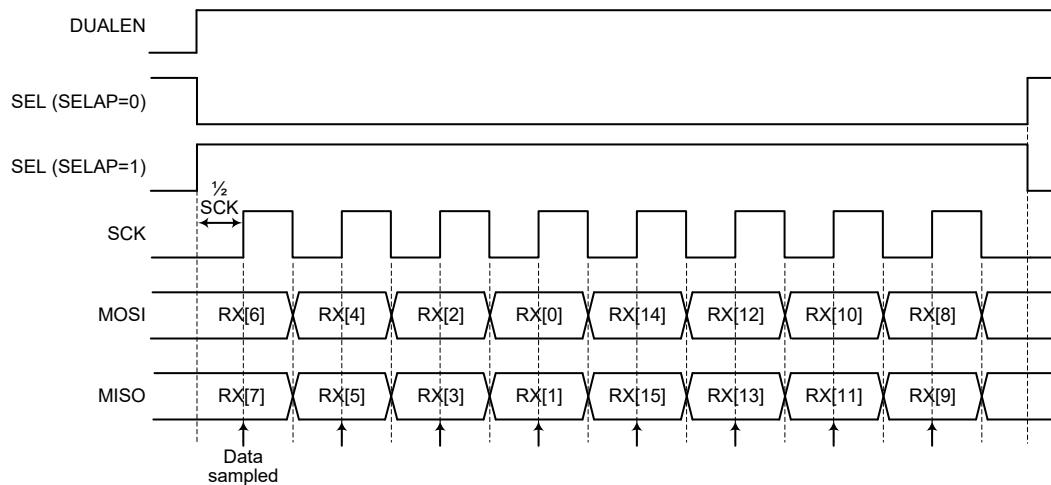 DUALEN
SEL (SELAP=0)
SEL (SELAP=1)
½
SCK
SCK
MOSI RX[6] RX[4] RX[2] RX[0] RX[14] RX[12] RX[10] RX[8]
MISO RX[7] RX[5] RX[3] RX[1] RX[15] RX[13] RX[11] RX[9]
Data
sampled